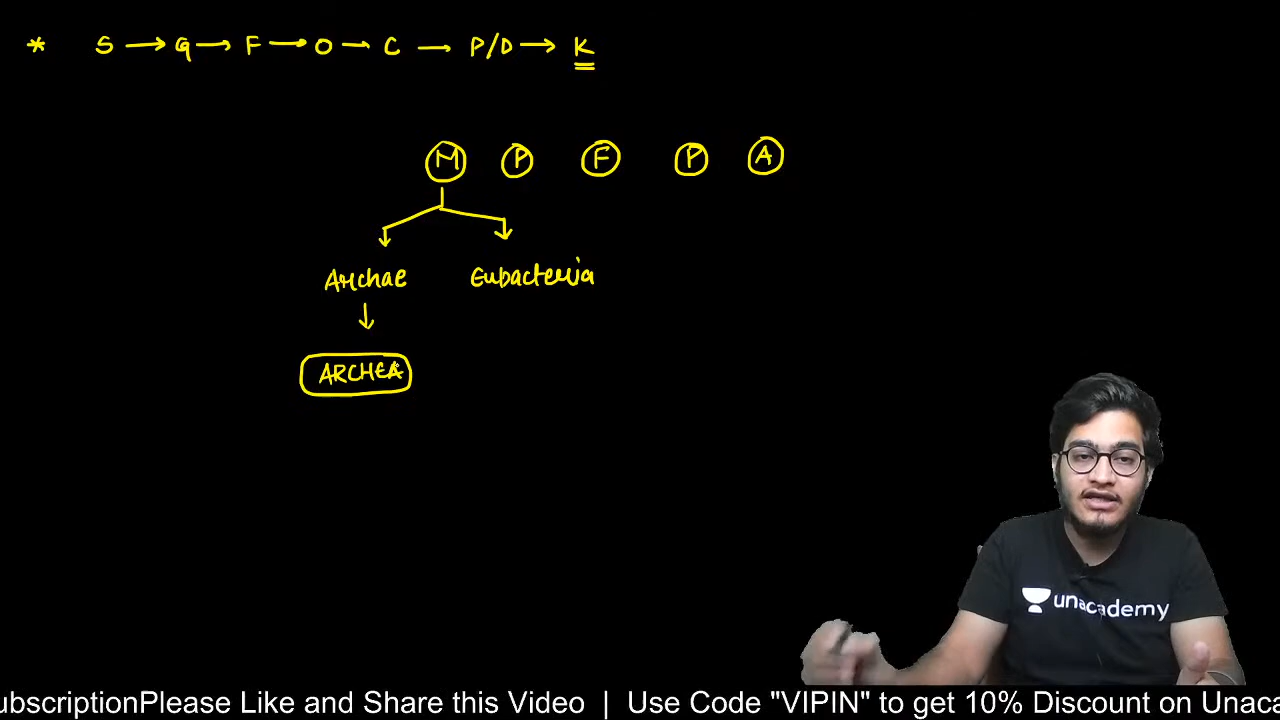 * S → G → F → O → C → P/D → K
M P F P A
Archae Eubacteria
ARCHEA
unacademy
ubscriptionPlease Like and Share this Video | Use Code "VIPIN" to get 10% Discount on Unaca